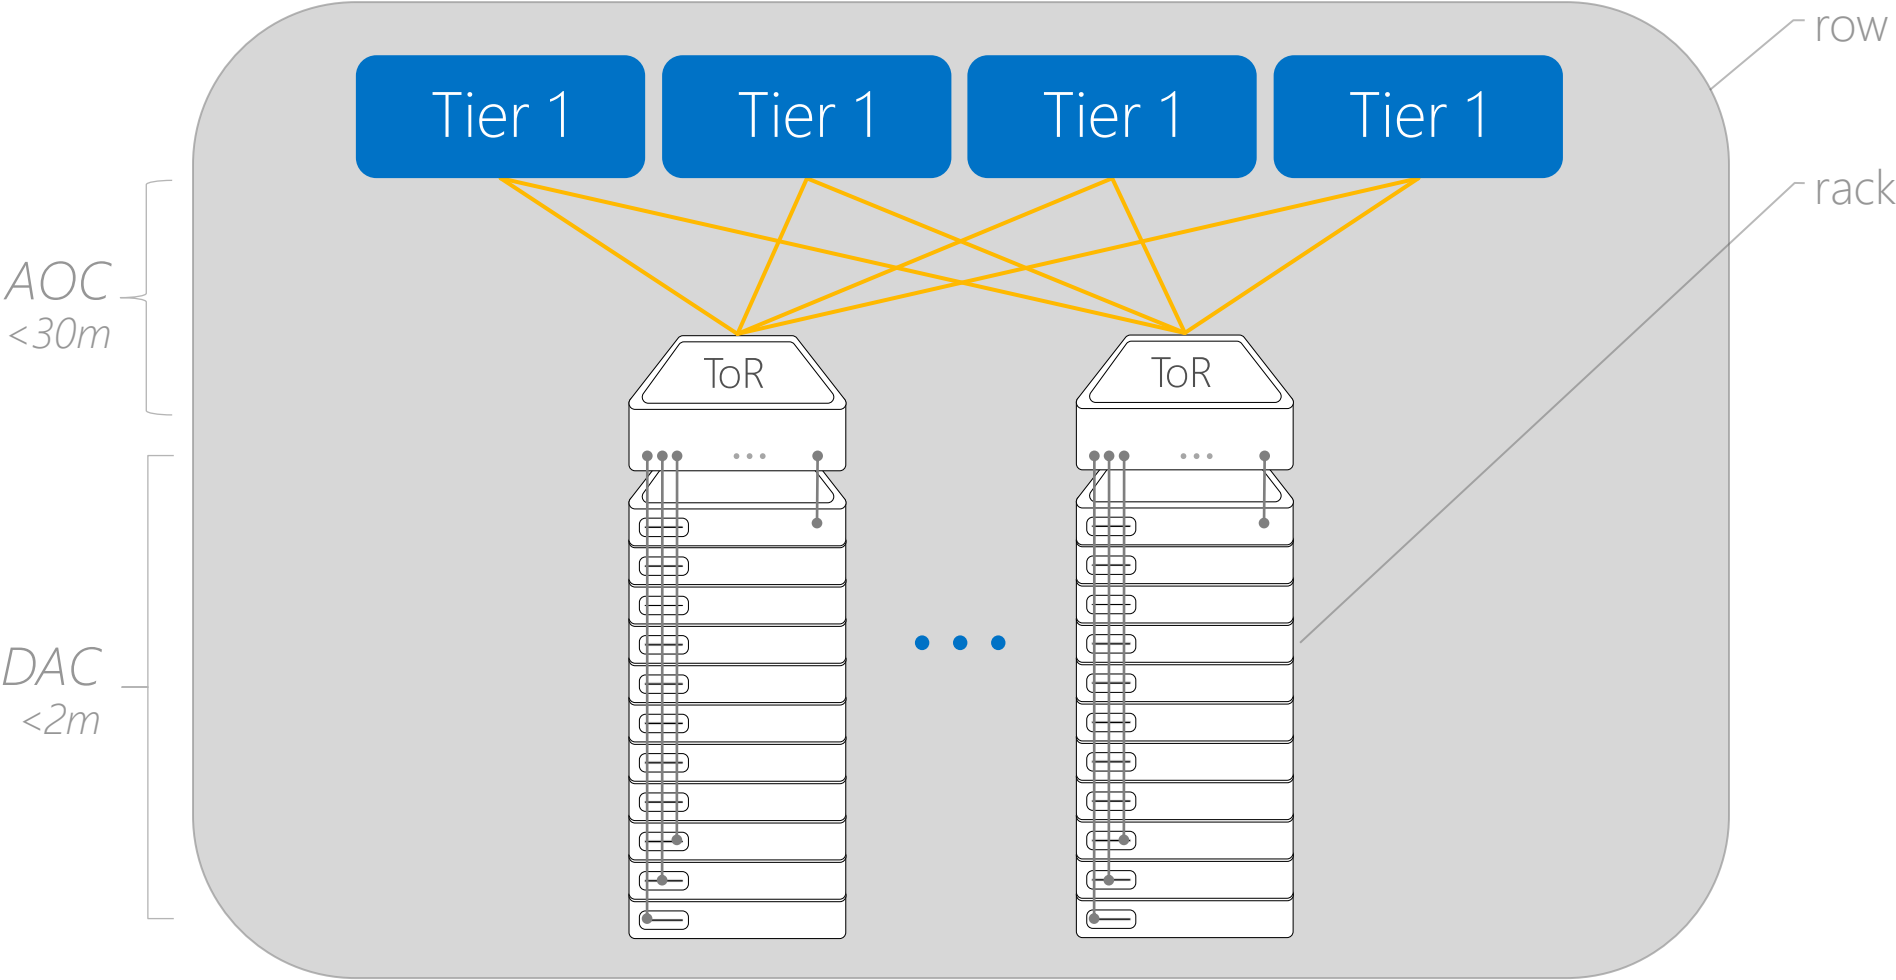 row
Tier 1
Tier 1
Tier 1
Tier 1
rack
AOC
<30m
ToR
ToR
DAC
<2m